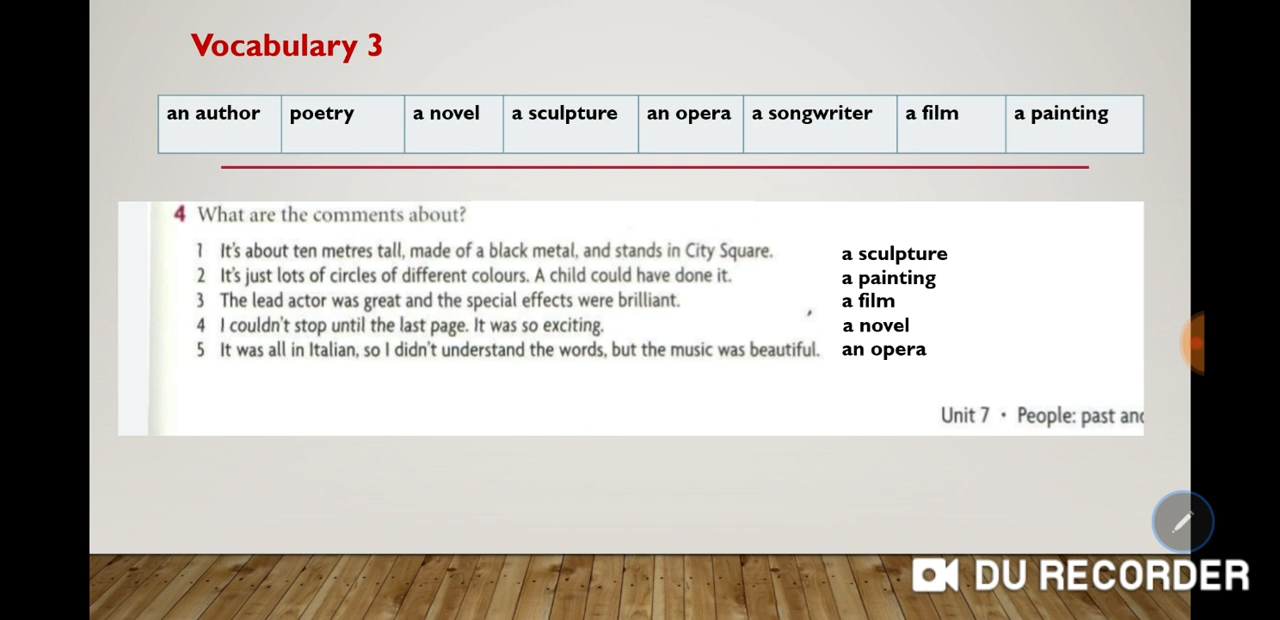 Vocabulary 3
an author poetry a novel a sculpture an opera a songwriter a film a painting
4 What are the comments about?
1 It's about ten metres tall, made of a black metal, and stands in City Square. a sculpture
2 It's just lots of circles of different colours. A child could have done it. a painting
3 The lead actor was great and the special effects were brilliant. a film
4 I couldn't stop until the last page. It was so exciting. a novel
5 It was all in Italian, so I didn't understand the words, but the music was beautiful. an opera
Unit 7 • People: past and
DU RECORDER